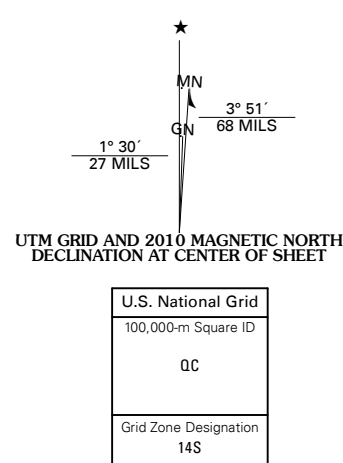 MN
3° 51´
68 MILS
GN
1° 30´
27 MILS
UTM GRID AND 2010 MAGNETIC NORTH
DECLINATION AT CENTER OF SHEET
U.S. National Grid
100,000-m Square ID
QC
Grid Zone Designation
14S